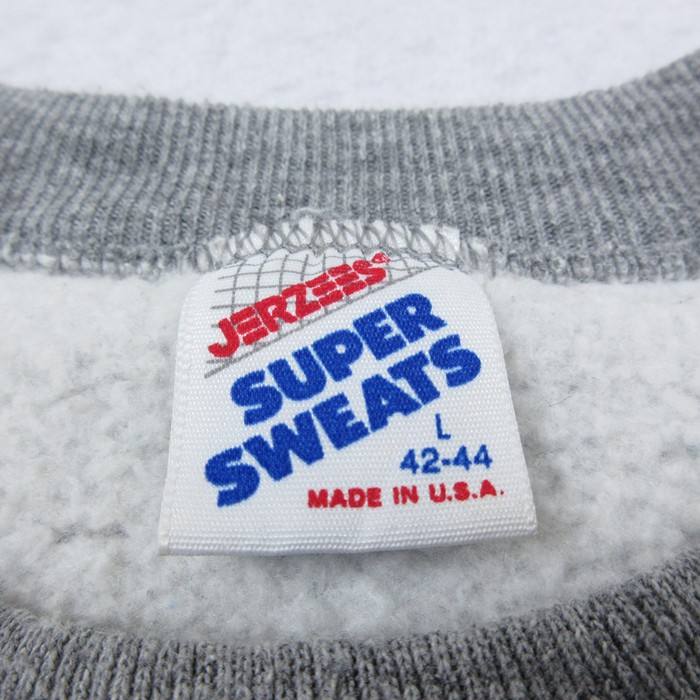 JERZEES®
SUPER
SWEATS
L
42-44
MADE IN U.S.A.